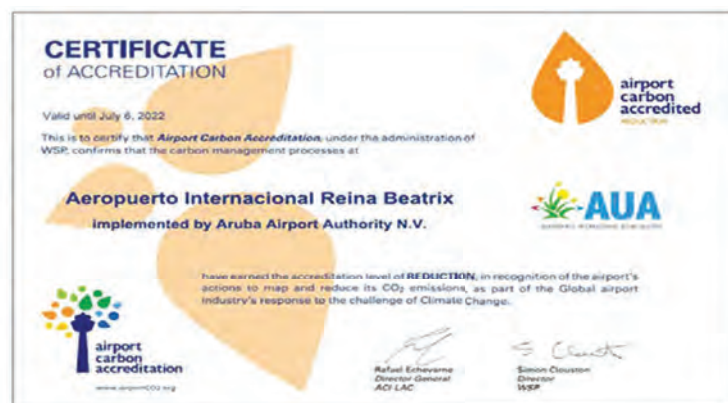 CERTIFICATE
of ACCREDITATION
airport
carbon
accredited
REDUCTION
Valid until July 6, 2022
This is to certify that Airport Carbon Accreditation, under the administration of
WSP, confirms that the carbon management processes at
Aeropuerto Internacional Reina Beatrix
implemented by Aruba Airport Authority N.V.
AUA
have earned the accreditation level of REDUCTION, in recognition of the airport's
actions to map and reduce its CO₂ emissions, as part of the Global airport
industry's response to the challenge of Climate Change.
airport
carbon
accreditation
www.airportCO2.org
Rafael Echevarne
Director General
ACI LAC
Simon Clouston
Director
WSP